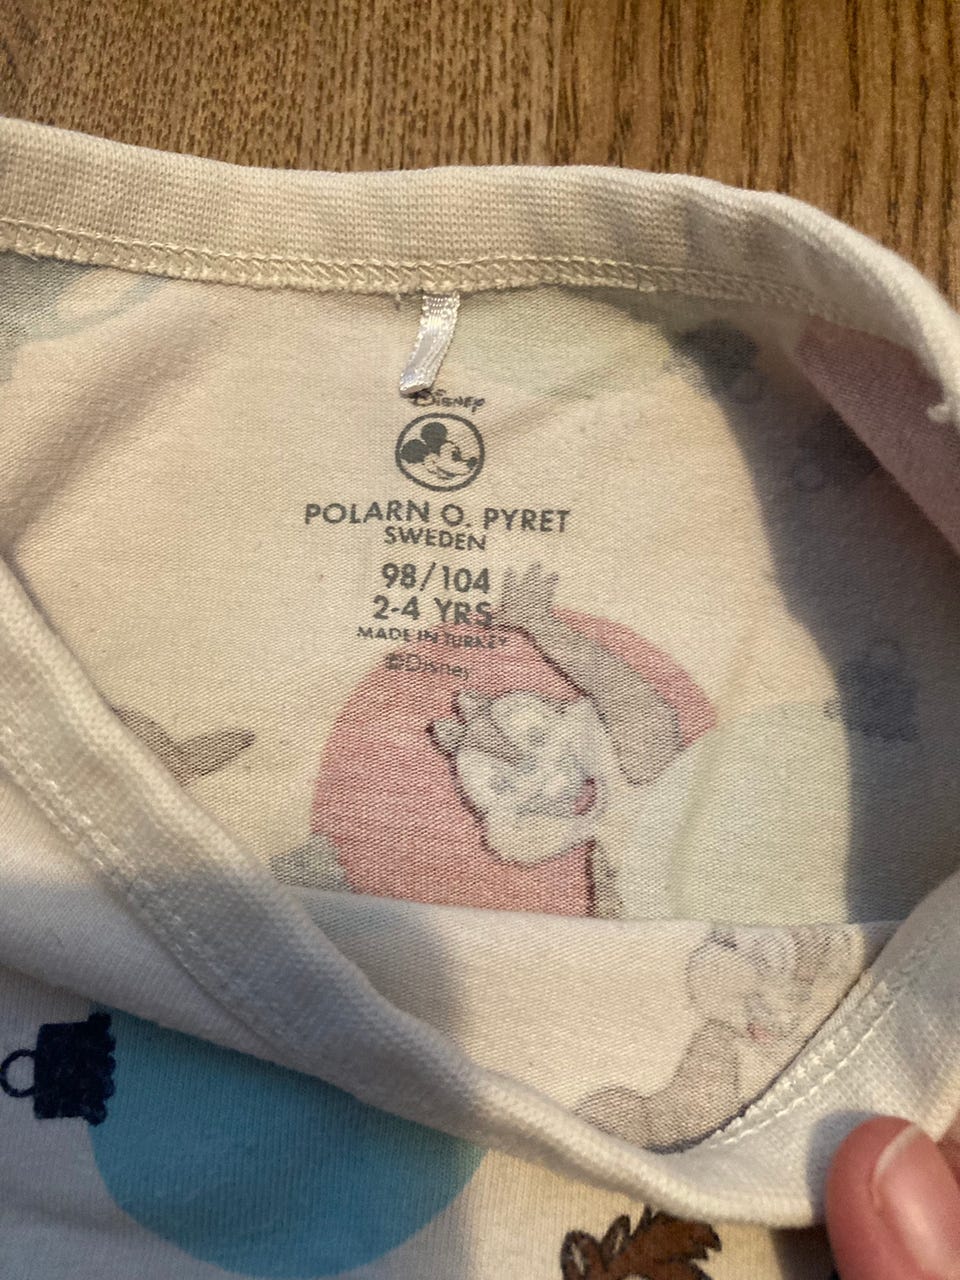 Disney
POLARN O. PYRET
SWEDEN
98/104
2-4 YRS
MADE IN TURKEY
©Disney